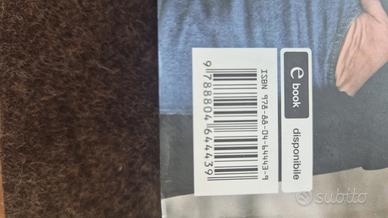 ISBN 978-88-04-64443-9
9 788804 644439
e
book
disponibile
subito